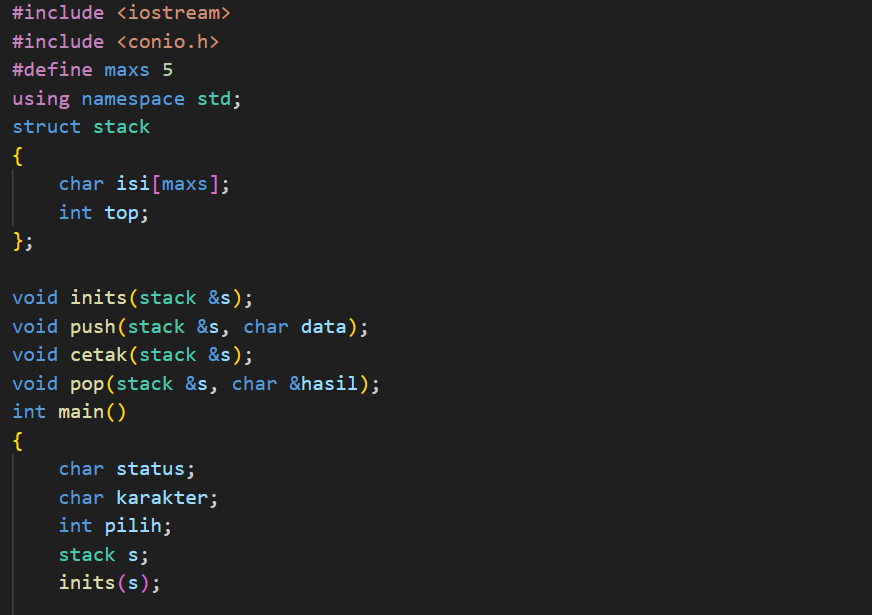 #include <iostream>
#include <conio.h>
#define maxs 5
using namespace std;
struct stack
{
    char isi[maxs];
    int top;
};

void inits(stack &s);
void push(stack &s, char data);
void cetak(stack &s);
void pop(stack &s, char &hasil);
int main()
{
    char status;
    char karakter;
    int pilih;
    stack s;
    inits(s);